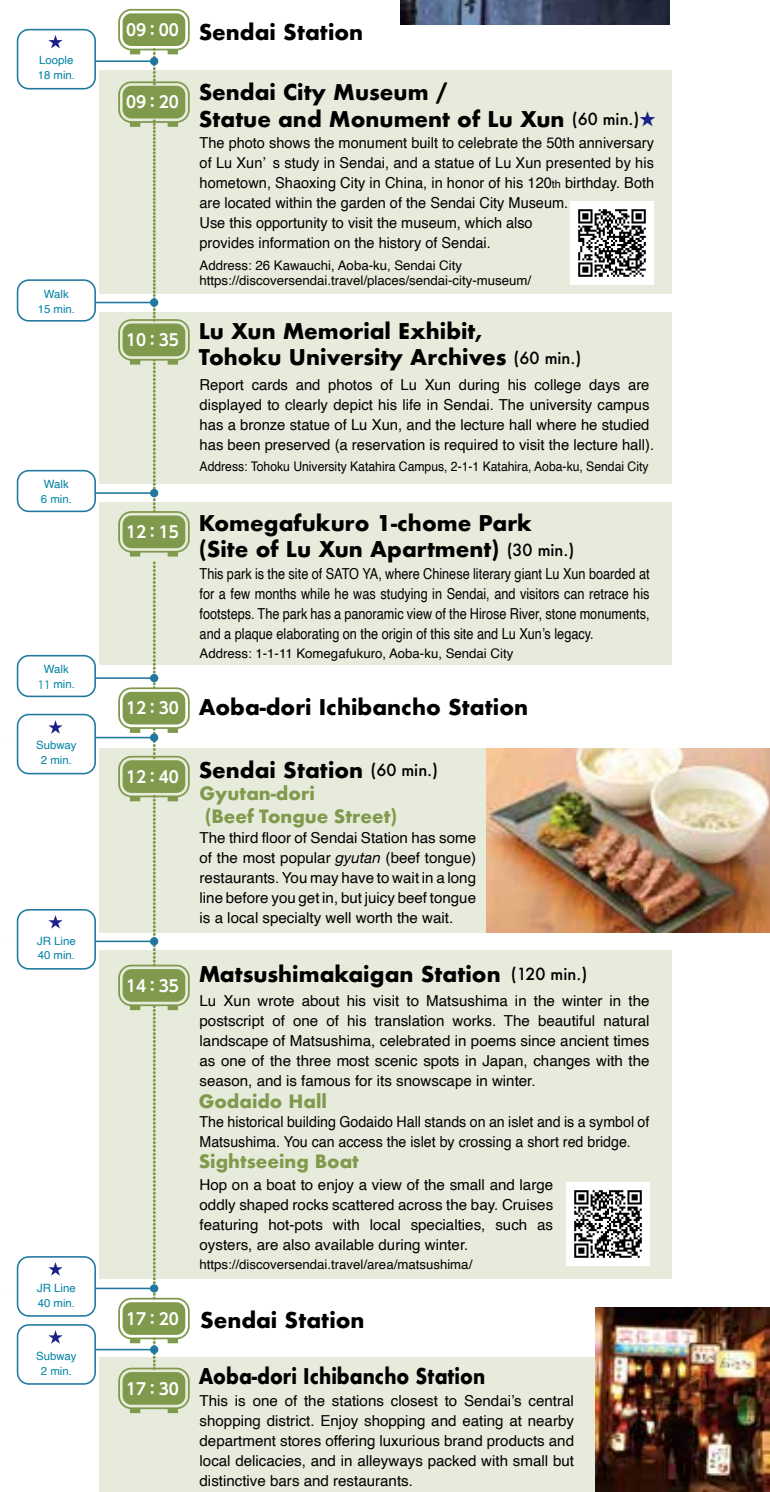 09:00
Sendai Station
★
Loople
18 min.
09:20
Sendai City Museum /
Statue and Monument of Lu Xun (60 min.)★
The photo shows the monument built to celebrate the 50th anniversary
of Lu Xun' s study in Sendai, and a statue of Lu Xun presented by his
hometown, Shaoxing City in China, in honor of his 120th birthday. Both
are located within the garden of the Sendai City Museum.
Use this opportunity to visit the museum, which also
provides information on the history of Sendai.
Address: 26 Kawauchi, Aoba-ku, Sendai City
https://discoversendai.travel/places/sendai-city-museum/
Walk
15 min.
10:35
Lu Xun Memorial Exhibit,
Tohoku University Archives (60 min.)
Report cards and photos of Lu Xun during his college days are
displayed to clearly depict his life in Sendai. The university campus
has a bronze statue of Lu Xun, and the lecture hall where he studied
has been preserved (a reservation is required to visit the lecture hall).
Address: Tohoku University Katahira Campus, 2-1-1 Katahira, Aoba-ku, Sendai City
Walk
6 min.
12:15
Komegafukuro 1-chome Park
(Site of Lu Xun Apartment) (30 min.)
This park is the site of SATO YA, where Chinese literary giant Lu Xun boarded at
for a few months while he was studying in Sendai, and visitors can retrace his
footsteps. The park has a panoramic view of the Hirose River, stone monuments,
and a plaque elaborating on the origin of this site and Lu Xun's legacy.
Address: 1-1-11 Komegafukuro, Aoba-ku, Sendai City
Walk
11 min.
12:30
Aoba-dori Ichibancho Station
★
Subway
2 min.
12:40
Sendai Station (60 min.)
Gyutan-dori
(Beef Tongue Street)
The third floor of Sendai Station has some
of the most popular gyutan (beef tongue)
restaurants. You may have to wait in a long
line before you get in, but juicy beef tongue
is a local specialty well worth the wait.
★
JR Line
40 min.
14:35
Matsushimakaigan Station (120 min.)
Lu Xun wrote about his visit to Matsushima in the winter in the
postscript of one of his translation works. The beautiful natural
landscape of Matsushima, celebrated in poems since ancient times
as one of the three most scenic spots in Japan, changes with the
season, and is famous for its snowscape in winter.
Godaido Hall
The historical building Godaido Hall stands on an islet and is a symbol of
Matsushima. You can access the islet by crossing a short red bridge.
Sightseeing Boat
Hop on a boat to enjoy a view of the small and large
oddly shaped rocks scattered across the bay. Cruises
featuring hot-pots with local specialties, such as
oysters, are also available during winter.
https://discoversendai.travel/area/matsushima/
★
JR Line
40 min.
17:20
Sendai Station
★
Subway
2 min.
17:30
Aoba-dori Ichibancho Station
This is one of the stations closest to Sendai's central
shopping district. Enjoy shopping and eating at nearby
department stores offering luxurious brand products and
local delicacies, and in alleyways packed with small but
distinctive bars and restaurants.